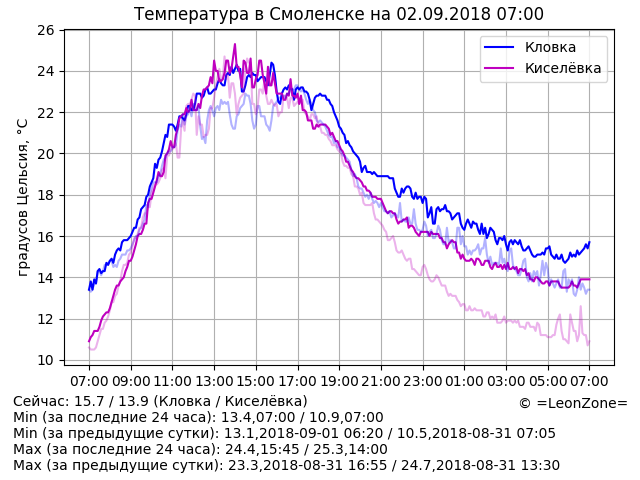 Температура в Смоленске на 02.09.2018 07:00
26
24
22
20
18
16
14
12
10
градусов Цельсия, °C
Кловка
Киселёвка
07:00 09:00 11:00 13:00 15:00 17:00 19:00 21:00 23:00 01:00 03:00 05:00 07:00
Сейчас: 15.7 / 13.9 (Кловка / Киселёвка)
© =LeonZone=
Min (за последние 24 часа): 13.4,07:00 / 10.9,07:00
Min (за предыдущие сутки): 13.1,2018-09-01 06:20 / 10.5,2018-08-31 07:05
Max (за последние 24 часа): 24.4,15:45 / 25.3,14:00
Max (за предыдущие сутки): 23.3,2018-08-31 16:55 / 24.7,2018-08-31 13:30